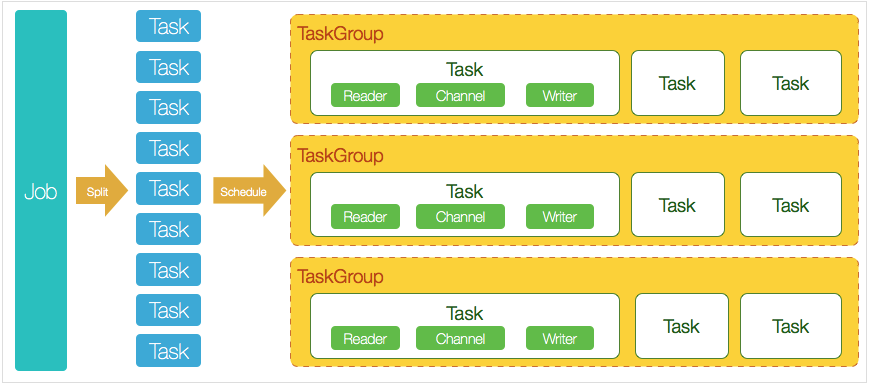 Job
Split
Task
Task
Task
Task
Task
Task
Task
Task
Task
Schedule
TaskGroup
Task
Reader
Channel
Writer
Task
Task
TaskGroup
Task
Reader
Channel
Writer
Task
Task
TaskGroup
Task
Reader
Channel
Writer
Task
Task